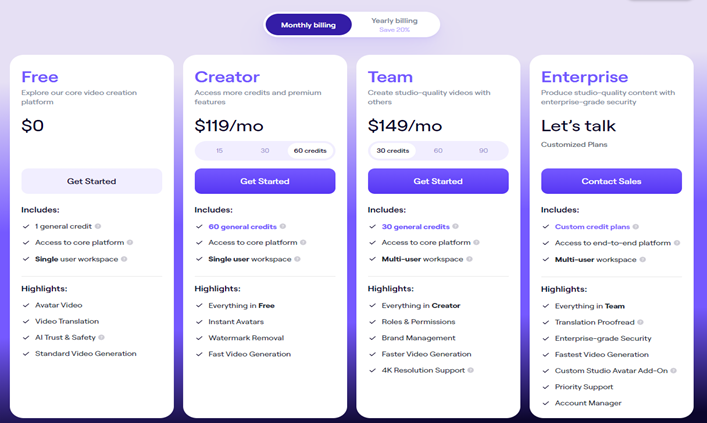 Monthly billing
Yearly billing
Save 20%
Free
Explore our core video creation
platform
$0
Get Started
Includes:
1 general credit
Access to core platform
Single user workspace
Highlights:
Avatar Video
Video Translation
AI Trust & Safety
Standard Video Generation
Creator
Access more credits and premium
features
$119/mo
15 30 60 credits
Get Started
Includes:
60 general credits
Access to core platform
Single user workspace
Highlights:
Everything in Free
Instant Avatars
Watermark Removal
Fast Video Generation
Team
Create studio-quality videos with
others
$149/mo
30 credits 60 90
Get Started
Includes:
30 general credits
Access to core platform
Multi-user workspace
Highlights:
Everything in Creator
Roles & Permissions
Brand Management
Faster Video Generation
4K Resolution Support
Enterprise
Produce studio-quality content with
enterprise-grade security
Let's talk
Customized Plans
Contact Sales
Includes:
Custom credit plans
Access to end-to-end platform
Multi-user workspace
Highlights:
Everything in Team
Translation Proofread
Enterprise-grade Security
Fastest Video Generation
Custom Studio Avatar Add-On
Priority Support
Account Manager